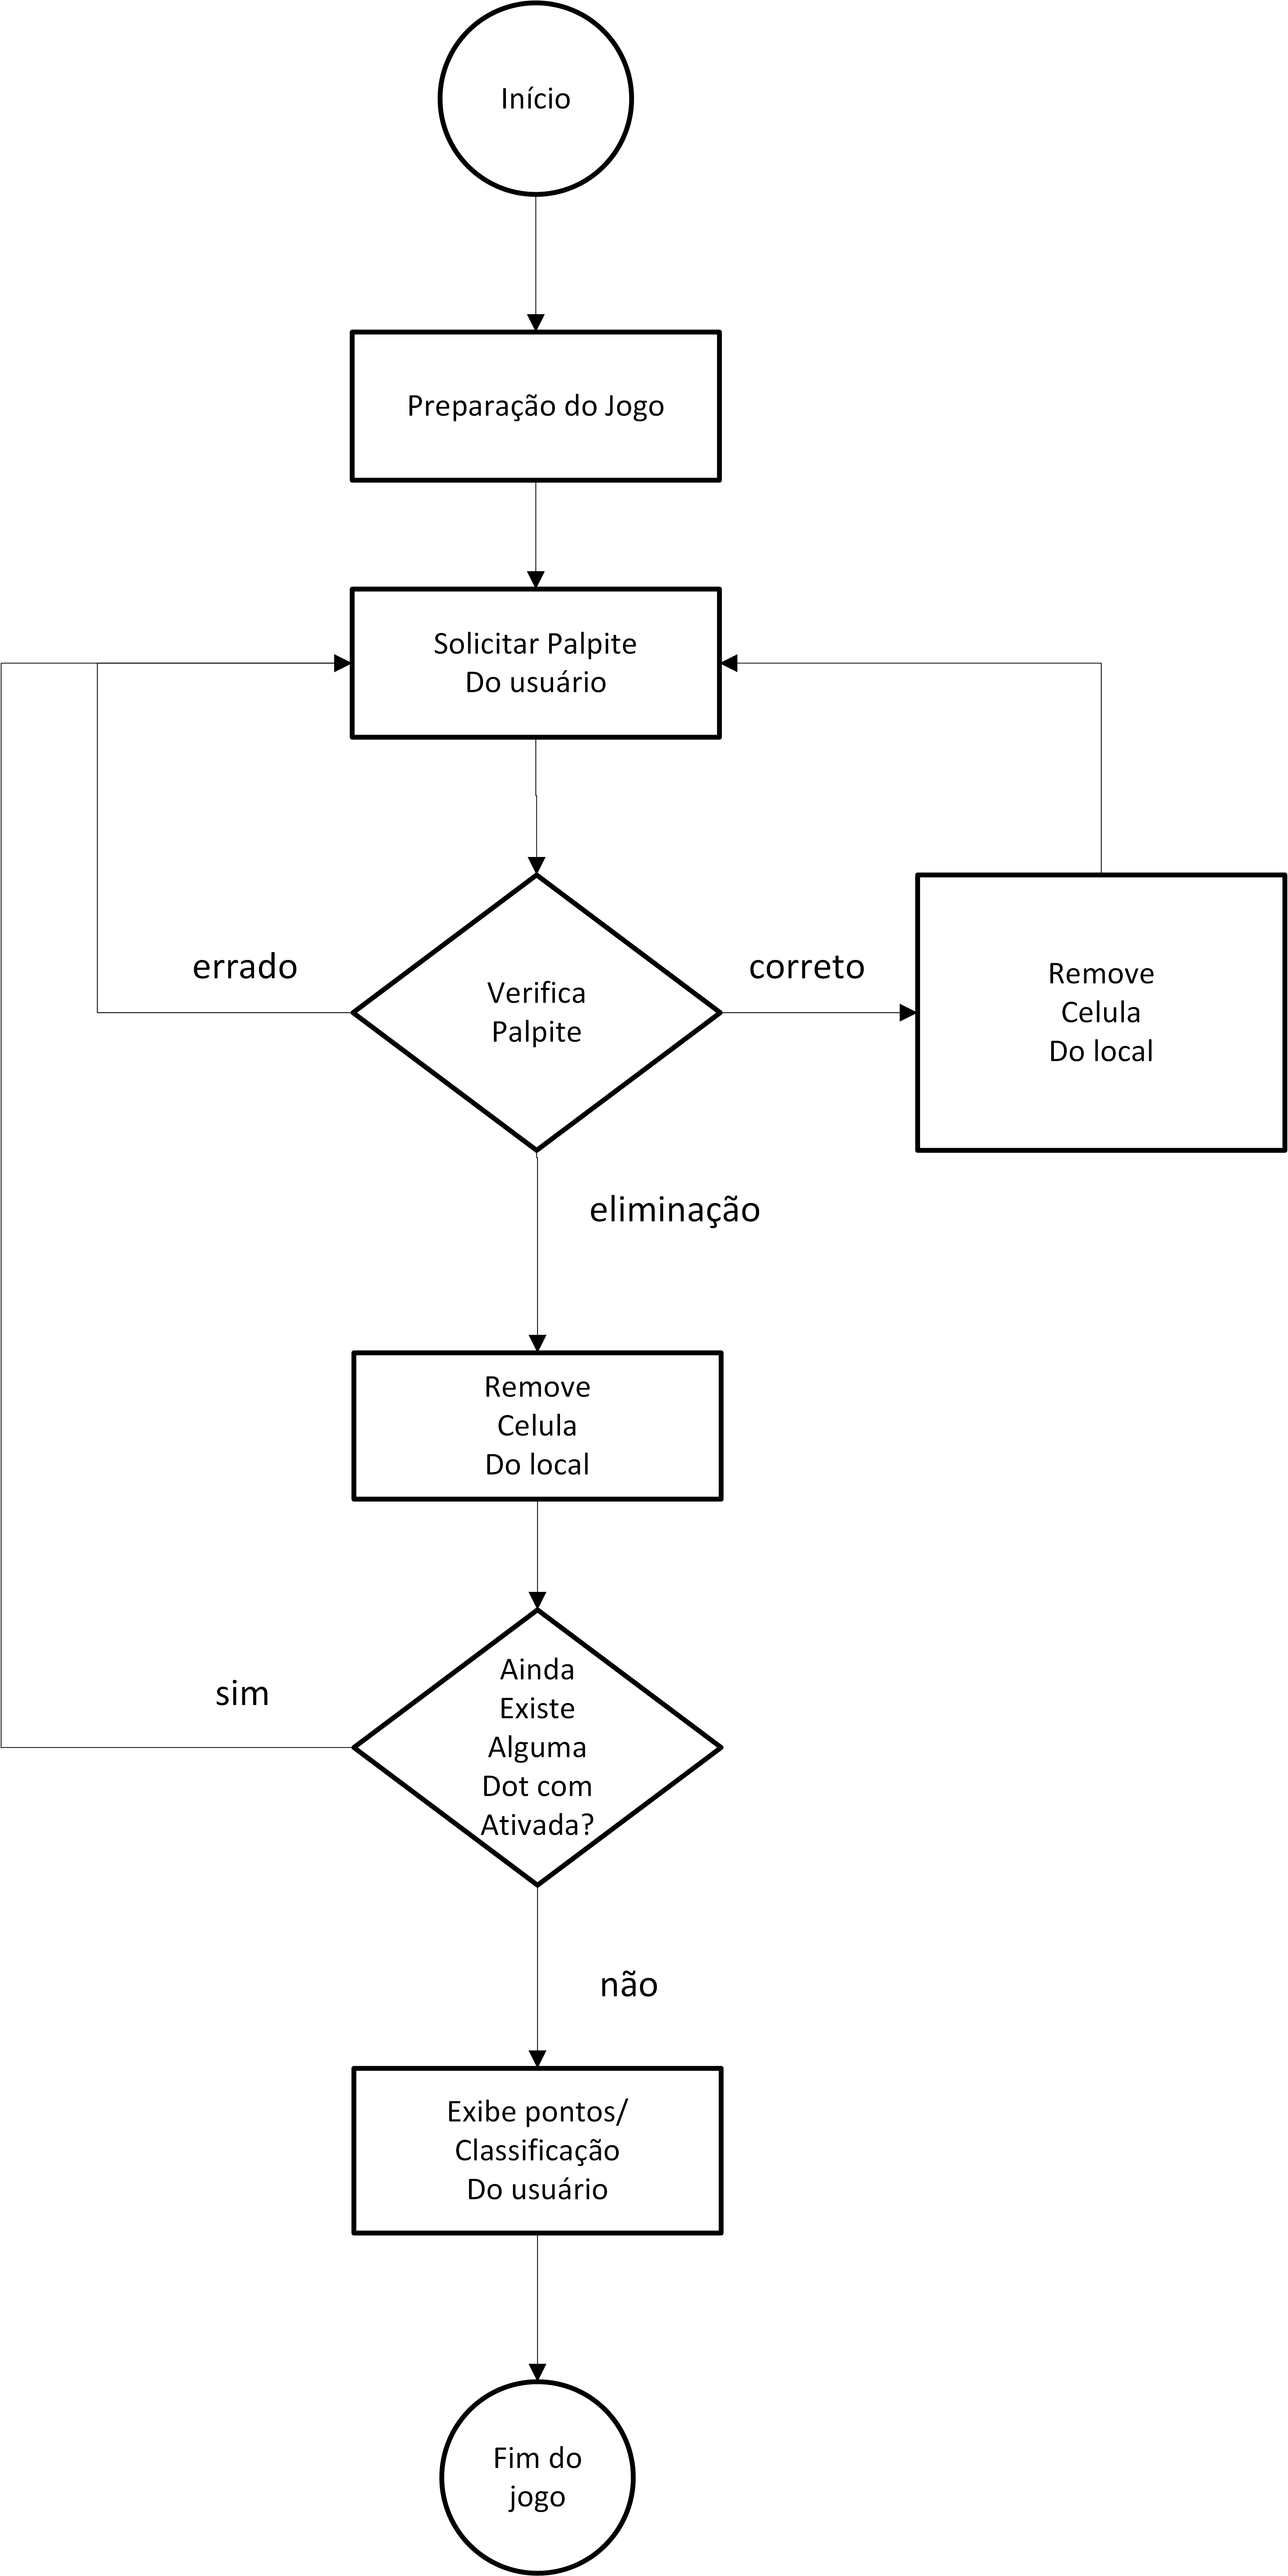 Início
Preparação do Jogo
Solicitar Palpite
Do usuário
errado
Verifica
Palpite
correto
Remove
Celula
Do local
eliminação
Remove
Celula
Do local
sim
Ainda
Existe
Alguma
Dot com
Ativada?
não
Exibe pontos/
Classificação
Do usuário
Fim do
jogo